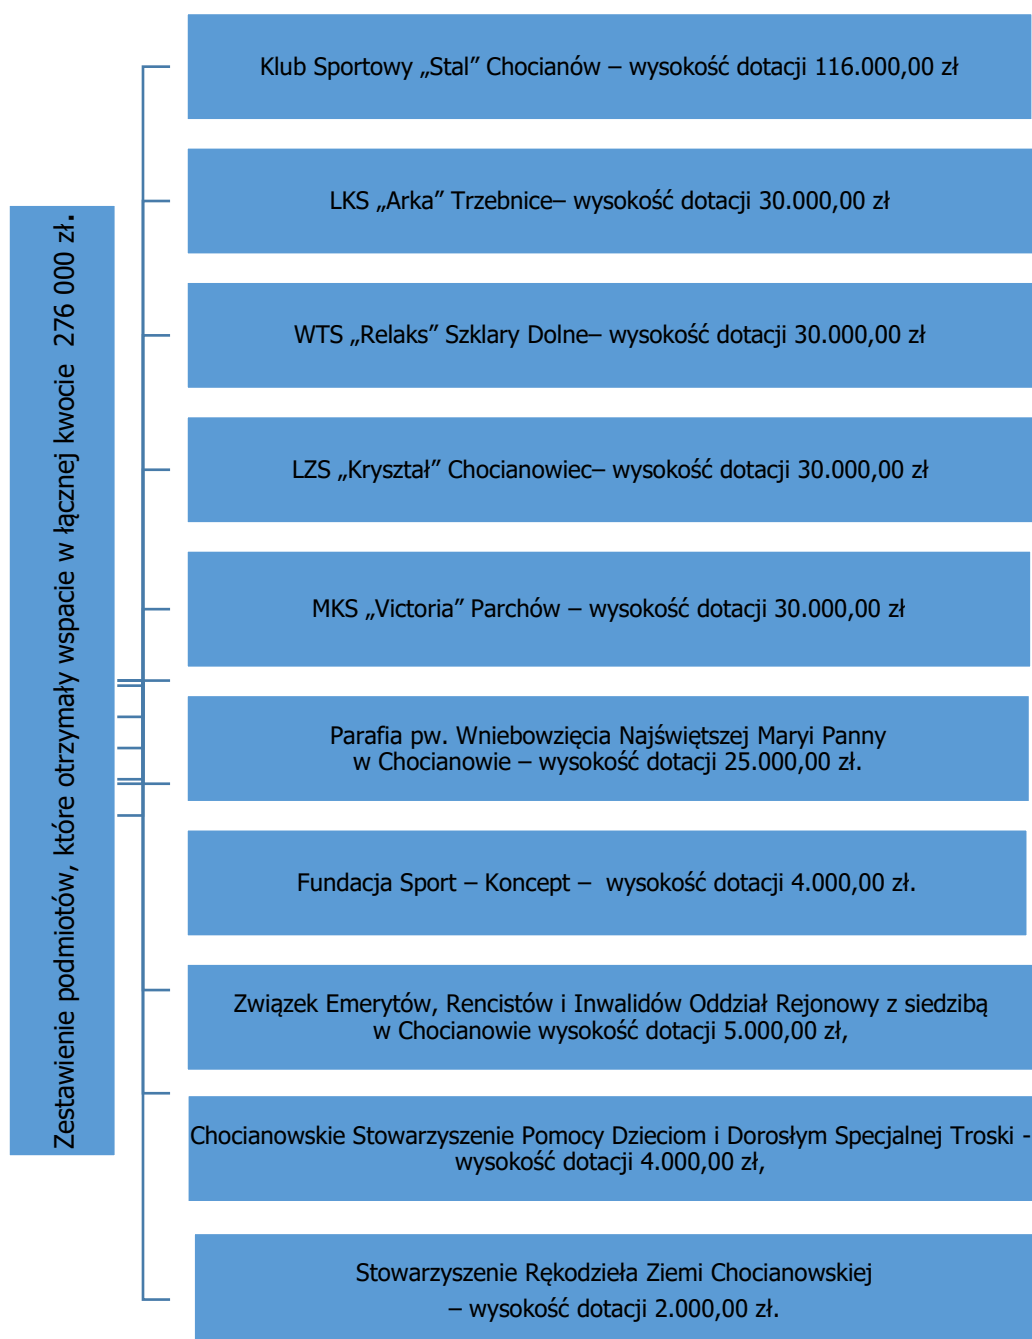 Zestawienie podmiotów, które otrzymały wspacie w łącznej kwocie 276 000 zł.
Klub Sportowy „Stal” Chocianów – wysokość dotacji 116.000,00 zł
LKS „Arka” Trzebnice– wysokość dotacji 30.000,00 zł
WTS „Relaks” Szklary Dolne– wysokość dotacji 30.000,00 zł
LZS „Kryształ” Chocianowiec– wysokość dotacji 30.000,00 zł
MKS „Victoria” Parchów – wysokość dotacji 30.000,00 zł
Parafia pw. Wniebowzięcia Najświętszej Maryi Panny
w Chocianowie – wysokość dotacji 25.000,00 zł.
Fundacja Sport – Koncept – wysokość dotacji 4.000,00 zł.
Związek Emerytów, Rencistów i Inwalidów Oddział Rejonowy z siedzibą
w Chocianowie wysokość dotacji 5.000,00 zł,
Chocianowskie Stowarzyszenie Pomocy Dzieciom i Dorosłym Specjalnej Troski -
wysokość dotacji 4.000,00 zł,
Stowarzyszenie Rękodzieła Ziemi Chocianowskiej
– wysokość dotacji 2.000,00 zł.